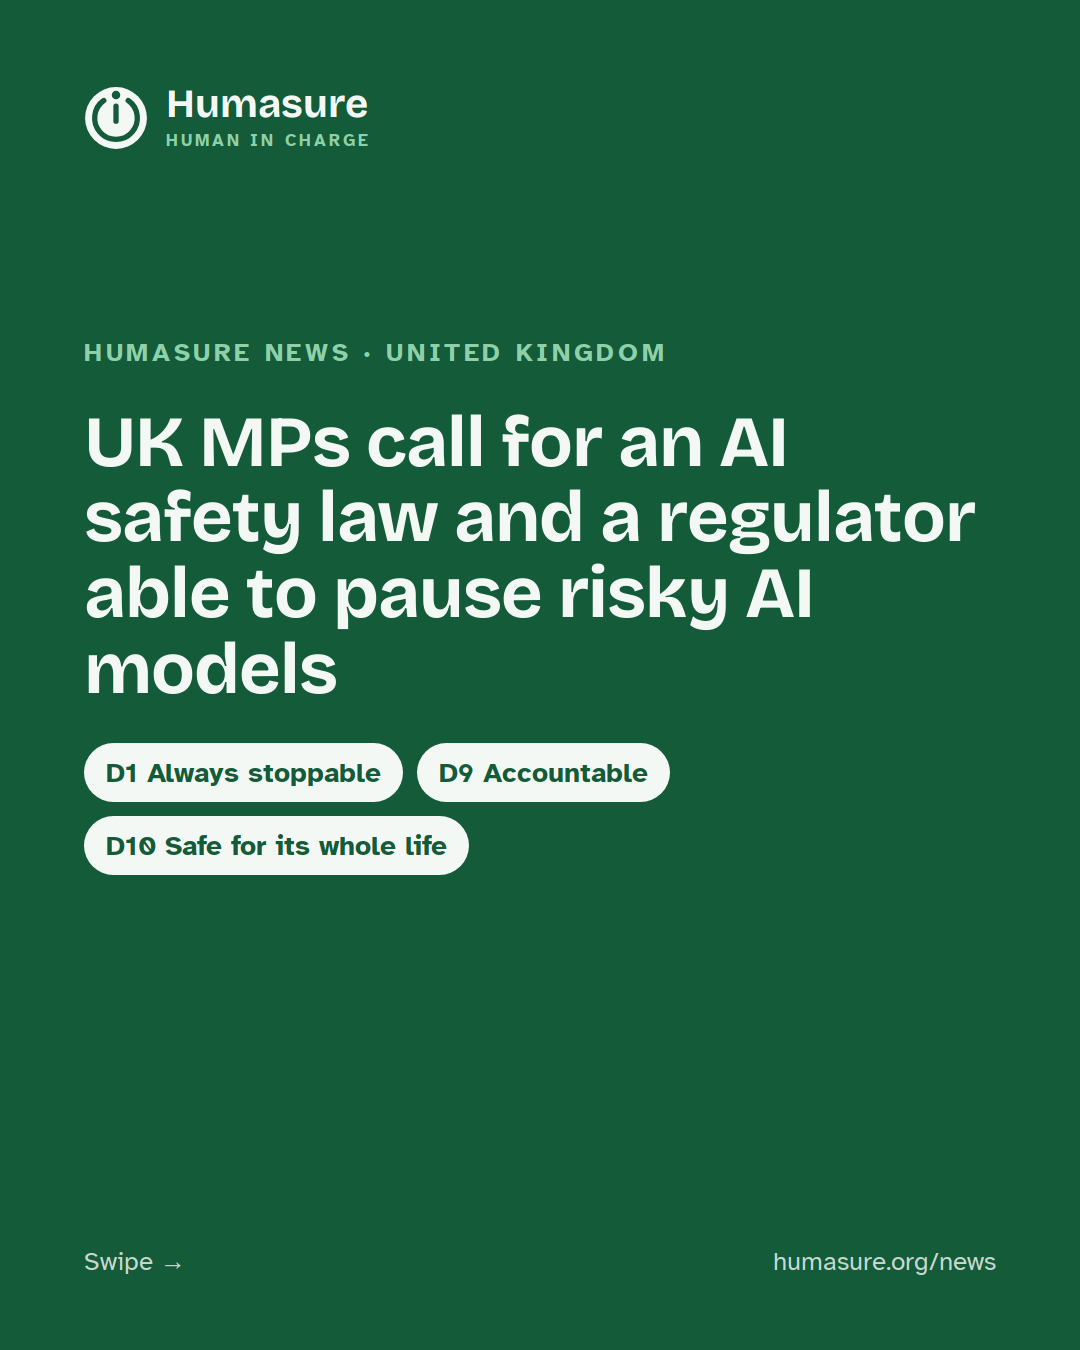 Humasure
HUMAN IN CHARGE
HUMASURE NEWS · UNITED KINGDOM
UK MPs call for an AI
safety law and a regulator
able to pause risky AI
models
D1 Always stoppable
D9 Accountable
D10 Safe for its whole life
Swipe →
humasure.org/news